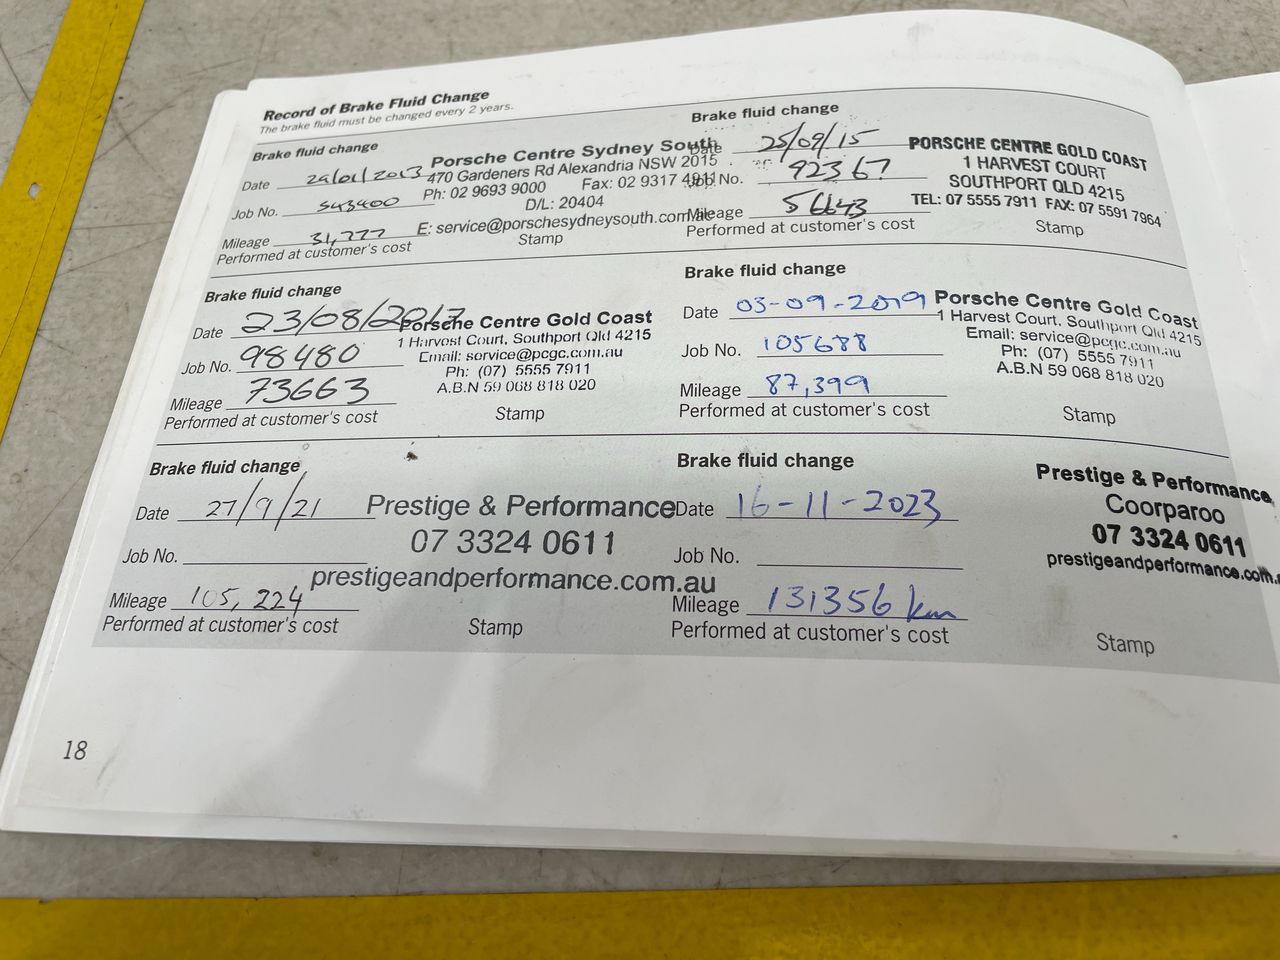 Record of Brake Fluid Change
The brake fluid must be changed every 2 years.
Brake fluid change
Date 29/01/2013
Job No. 548400
Mileage 31,777
Performed at customer's cost
Porsche Centre Sydney South
470 Gardeners Rd Alexandria NSW 2015
Ph: 02 9693 9000 Fax: 02 9317 4911
D/L: 20404
E: service@porschesydneysouth.com
Stamp
Brake fluid change
Date 25/09/15
Job No. 92367
Mileage 56643
Performed at customer's cost
PORSCHE CENTRE GOLD COAST
1 HARVEST COURT
SOUTHPORT QLD 4215
TEL: 07 5555 7911 FAX: 07 5591 7964
Stamp
Brake fluid change
Date 23/08/2017
Job No. 98480
Mileage 73663
Performed at customer's cost
Porsche Centre Gold Coast
1 Harvest Court, Southport Qld 4215
Email: service@pcgc.com.au
Ph: (07) 5555 7911
A.B.N 59 068 818 020
Stamp
Brake fluid change
Date 03-09-2019
Job No. 105688
Mileage 87,399
Performed at customer's cost
Porsche Centre Gold Coast
1 Harvest Court, Southport Qld 4215
Email: service@pcgc.com.au
Ph: (07) 5555 7911
A.B.N 59 068 818 020
Stamp
Brake fluid change
Date 27/9/21
Job No.
Mileage 105,224
Performed at customer's cost
Prestige & Performance
07 3324 0611
prestigeandperformance.com.au
Stamp
Brake fluid change
Date 16-11-2023
Job No.
Mileage 131356 km
Performed at customer's cost
Prestige & Performance
Coorparoo
07 3324 0611
prestigeandperformance.com.
Stamp
18